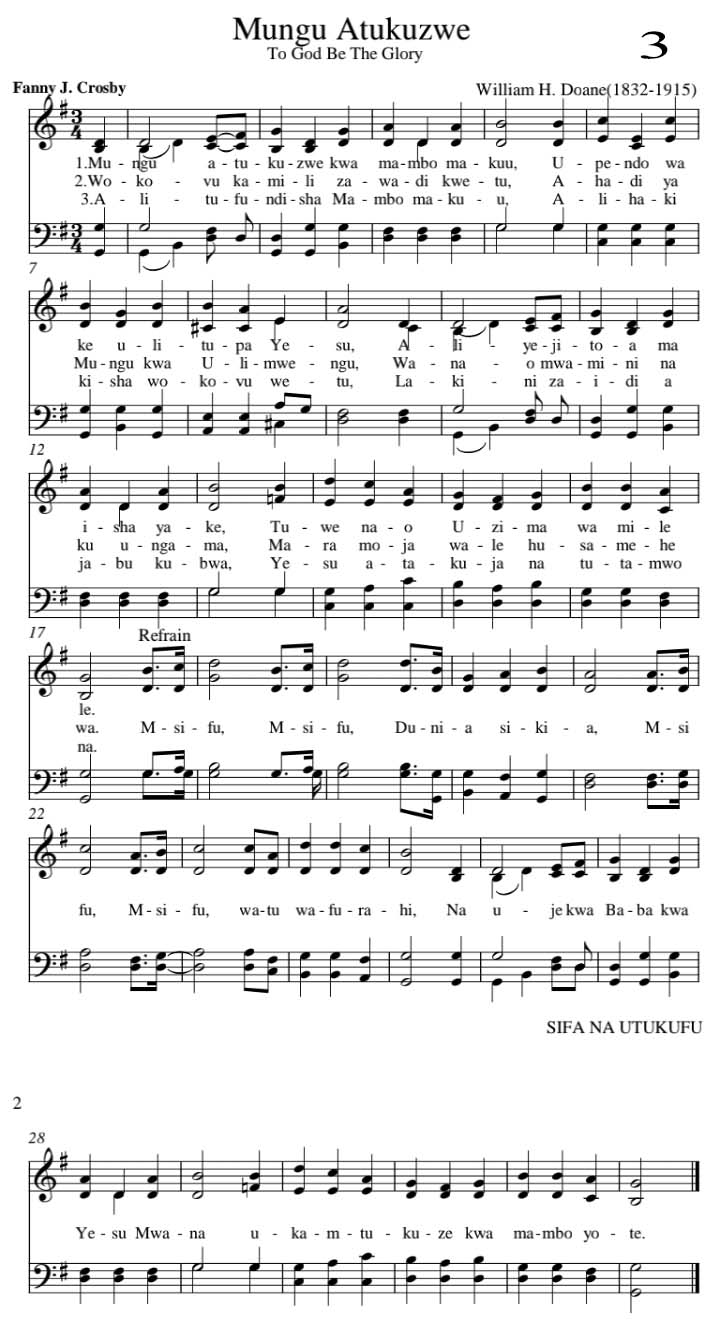 Mungu Atukuzwe
To God Be The Glory
3
Fanny J. Crosby
William H. Doane(1832-1915)
1.Mu - ngu a - tu - ku - zwe kwa ma - mbo ma - kuu, U - pe - ndo wa
2.Wo - ko - vu ka - mi - li za - wa - di kwe - tu, A - ha - di ya
3.A - li - tu - fu - ndi - sha Ma - mbo ma - ku - u, A - li - ha - ki
7
ke u - li - tu - pa Ye - su, A - li - ye - ji - to - a ma
Mu - ngu kwa U - li - mwe - ngu, Wa - na - o mwa - mi - ni na
ki - sha wo - ko - vu we - tu, La - ki - ni za - i - di a
12
i - sha ya - ke, Tu - we na - o U - zi - ma wa mi - le
ku u - nga - ma, Ma - ra mo - ja wa - le hu - sa - me - he
ja - bu ku - bwa, Ye - su a - ta - ku - ja na tu - ta - mwo
17
Refrain
le.
wa. M - si - fu, M - si - fu, Du - ni - a si - ki - a, M - si
na.
22
fu, M - si - fu, wa - tu wa - fu - ra - hi, Na u - je kwa Ba - ba kwa
SIFA NA UTUKUFU
2
28
Ye - su Mwa - na u - ka - m - tu - ku - ze kwa ma - mbo yo - te.